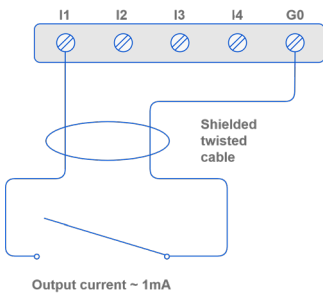 I1 I2 I3 I4 G0
Shielded
twisted
cable
Output current ~ 1mA